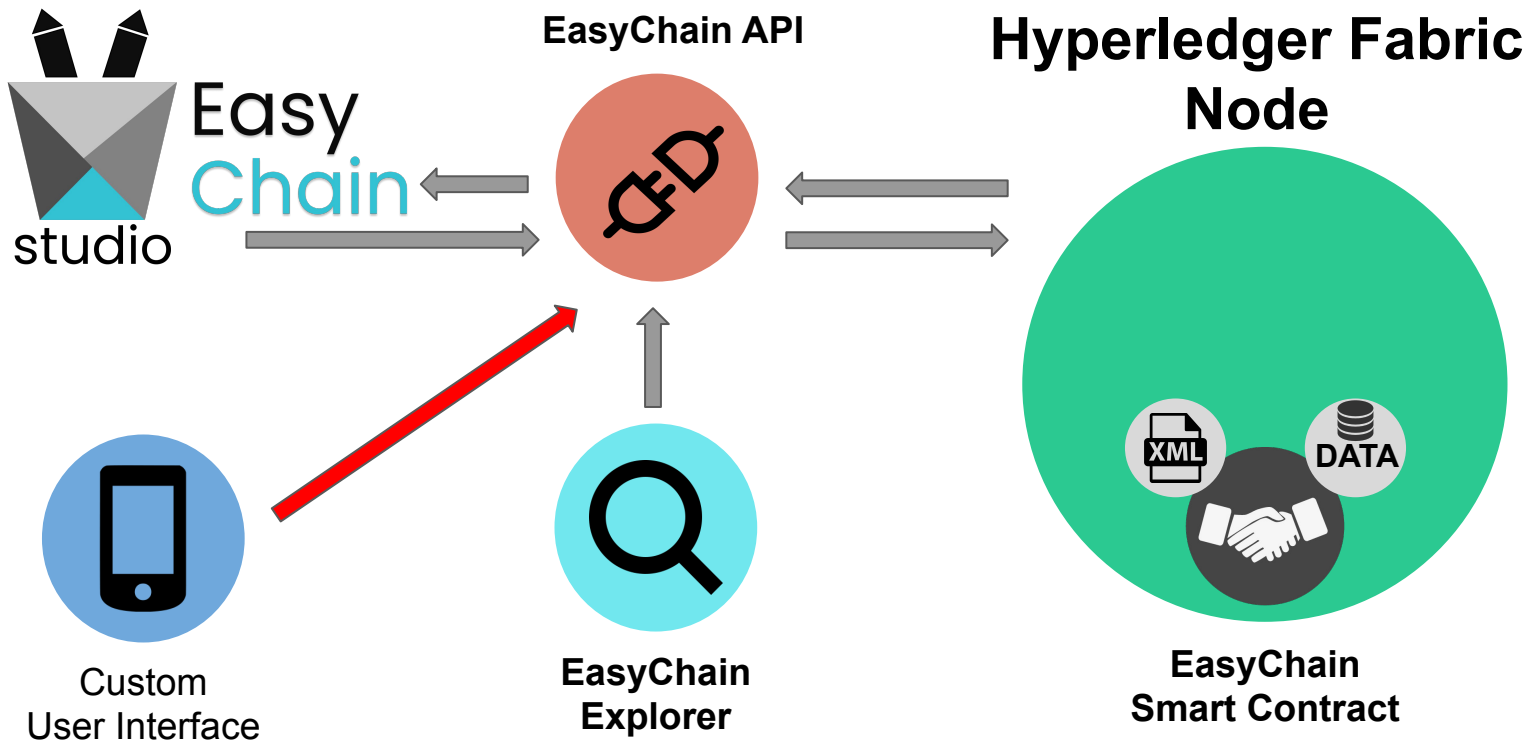 Easy
Chain
studio
EasyChain API
Hyperledger Fabric
Node
XML
DATA
Custom
User Interface
EasyChain
Explorer
EasyChain
Smart Contract